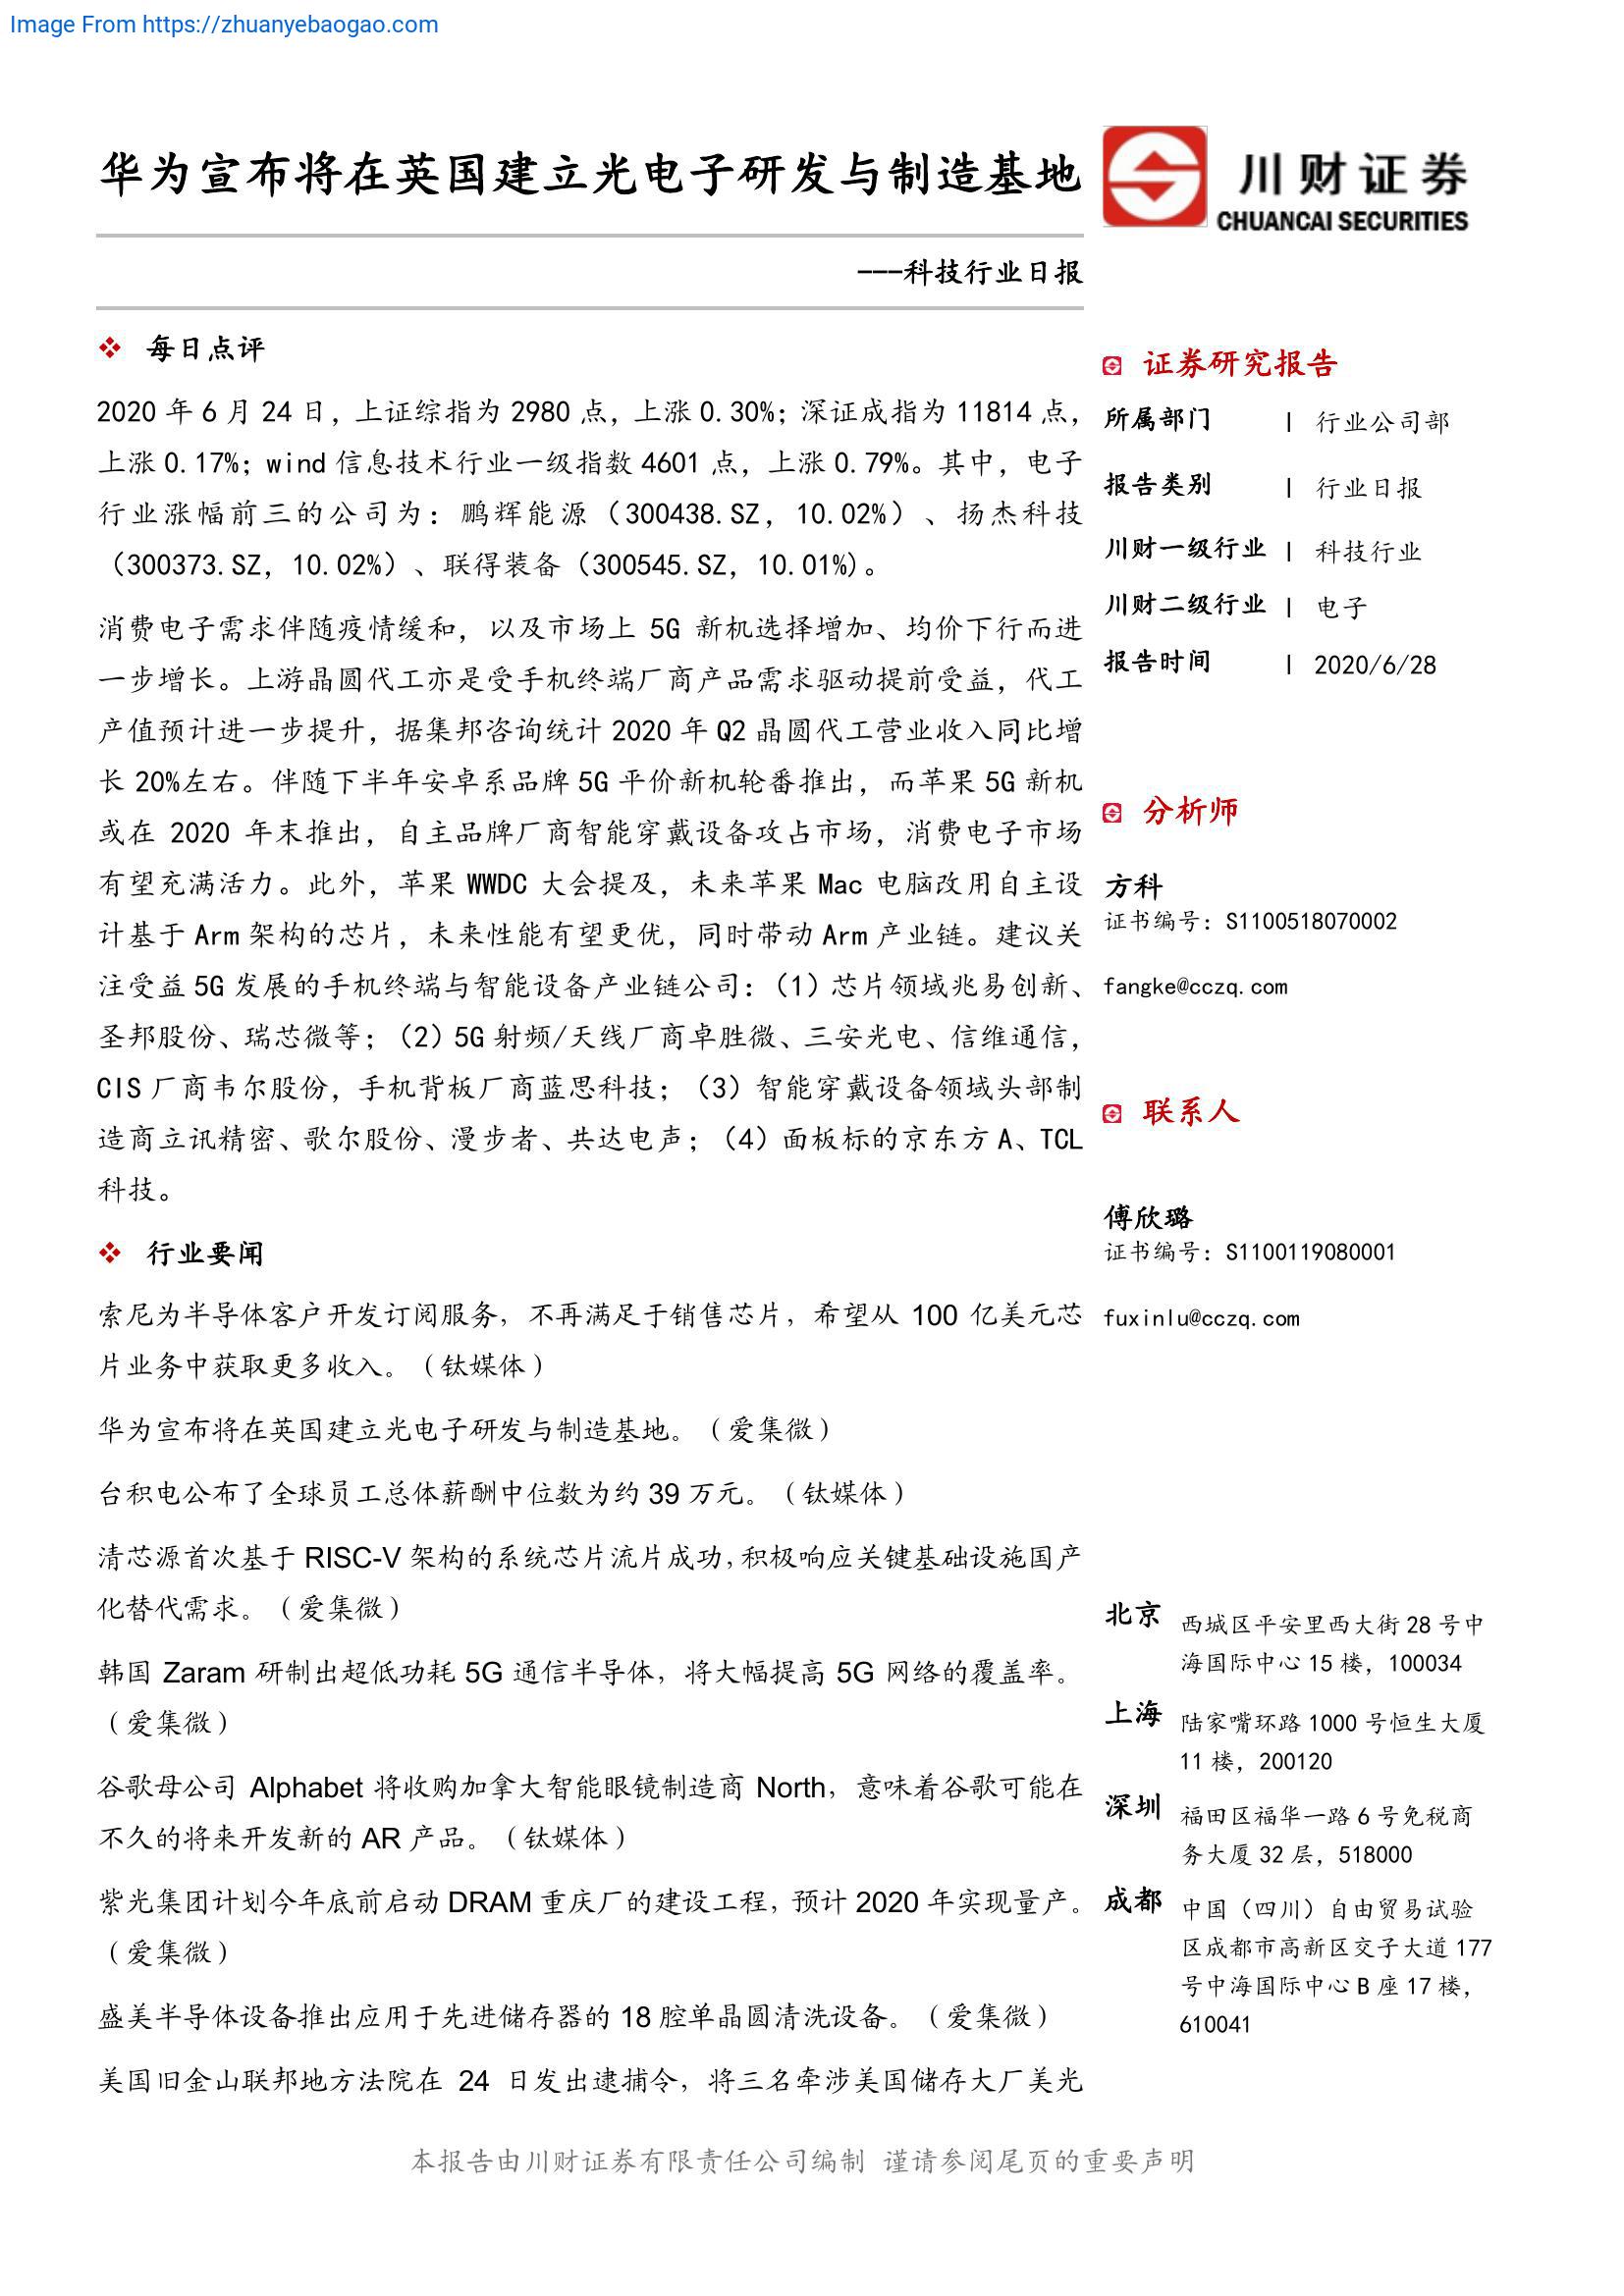 Image From https://zhuanyebaogao.com
华为宣布将在英国建立光电子研发与制造基地
川财证券
CHUANCAI SECURITIES
---科技行业日报
每日点评
2020 年 6 月 24 日，上证综指为 2980 点，上涨 0.30%；深证成指为 11814 点，
上涨 0.17%；wind 信息技术行业一级指数 4601 点，上涨 0.79%。其中，电子
行业涨幅前三的公司为：鹏辉能源（300438.SZ，10.02%）、扬杰科技
（300373.SZ，10.02%）、联得装备（300545.SZ，10.01%)。
消费电子需求伴随疫情缓和，以及市场上 5G 新机选择增加、均价下行而进
一步增长。上游晶圆代工亦是受手机终端厂商产品需求驱动提前受益，代工
产值预计进一步提升，据集邦咨询统计 2020 年 Q2 晶圆代工营业收入同比增
长 20%左右。伴随下半年安卓系品牌 5G 平价新机轮番推出，而苹果 5G 新机
或在 2020 年末推出，自主品牌厂商智能穿戴设备攻占市场，消费电子市场
有望充满活力。此外，苹果 WWDC 大会提及，未来苹果 Mac 电脑改用自主设
计基于 Arm 架构的芯片，未来性能有望更优，同时带动 Arm 产业链。建议关
注受益 5G 发展的手机终端与智能设备产业链公司：（1）芯片领域兆易创新、
圣邦股份、瑞芯微等；（2）5G 射频/天线厂商卓胜微、三安光电、信维通信，
CIS 厂商韦尔股份，手机背板厂商蓝思科技；（3）智能穿戴设备领域头部制
造商立讯精密、歌尔股份、漫步者、共达电声；（4）面板标的京东方 A、TCL
科技。
行业要闻
索尼为半导体客户开发订阅服务，不再满足于销售芯片，希望从 100 亿美元芯
片业务中获取更多收入。（钛媒体）
华为宣布将在英国建立光电子研发与制造基地。（爱集微）
台积电公布了全球员工总体薪酬中位数为约 39 万元。（钛媒体）
清芯源首次基于 RISC-V 架构的系统芯片流片成功，积极响应关键基础设施国产
化替代需求。（爱集微）
韩国 Zaram 研制出超低功耗 5G 通信半导体，将大幅提高 5G 网络的覆盖率。
（爱集微）
谷歌母公司 Alphabet 将收购加拿大智能眼镜制造商 North，意味着谷歌可能在
不久的将来开发新的 AR 产品。（钛媒体）
紫光集团计划今年底前启动 DRAM 重庆厂的建设工程，预计 2020 年实现量产。
（爱集微）
盛美半导体设备推出应用于先进储存器的 18 腔单晶圆清洗设备。（爱集微）
美国旧金山联邦地方法院在 24 日发出逮捕令，将三名牵涉美国储存大厂美光
证券研究报告
所属部门 | 行业公司部
报告类别 | 行业日报
川财一级行业 | 科技行业
川财二级行业 | 电子
报告时间 | 2020/6/28
分析师
方科
证书编号：S1100518070002
fangke@cczq.com
联系人
傅欣璐
证书编号：S1100119080001
fuxinlu@cczq.com
北京 西城区平安里西大街 28 号中
海国际中心 15 楼，100034
上海 陆家嘴环路 1000 号恒生大厦
11 楼，200120
深圳 福田区福华一路 6 号免税商
务大厦 32 层，518000
成都 中国（四川）自由贸易试验
区成都市高新区交子大道 177
号中海国际中心 B 座 17 楼，
610041
本报告由川财证券有限责任公司编制 谨请参阅尾页的重要声明